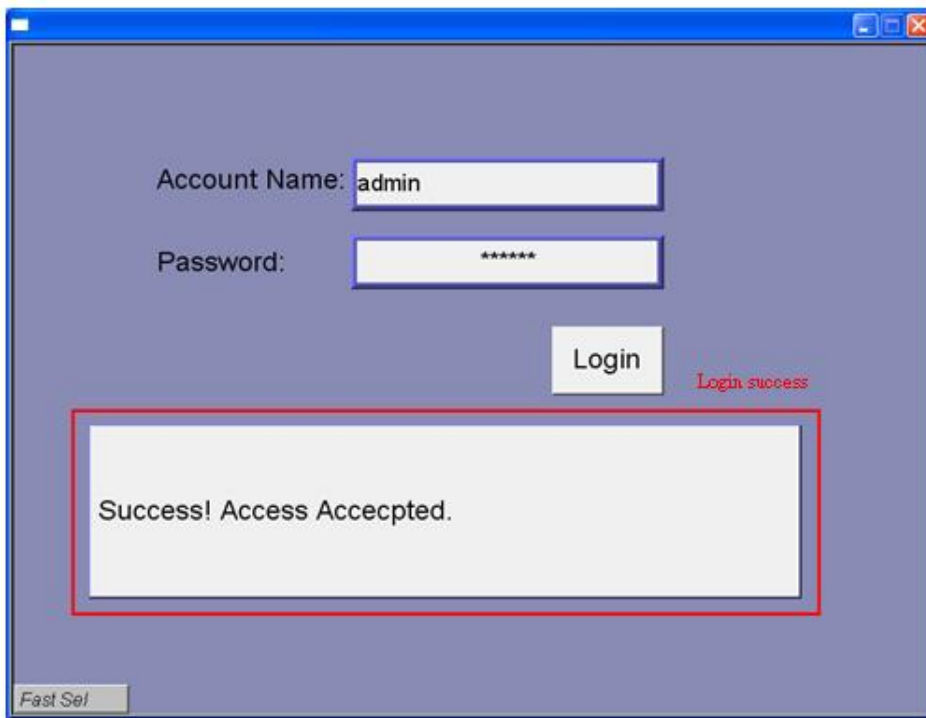 Account Name: admin
Password: ******
Login
Login success
Success! Access Accecpted.
Fast Sel